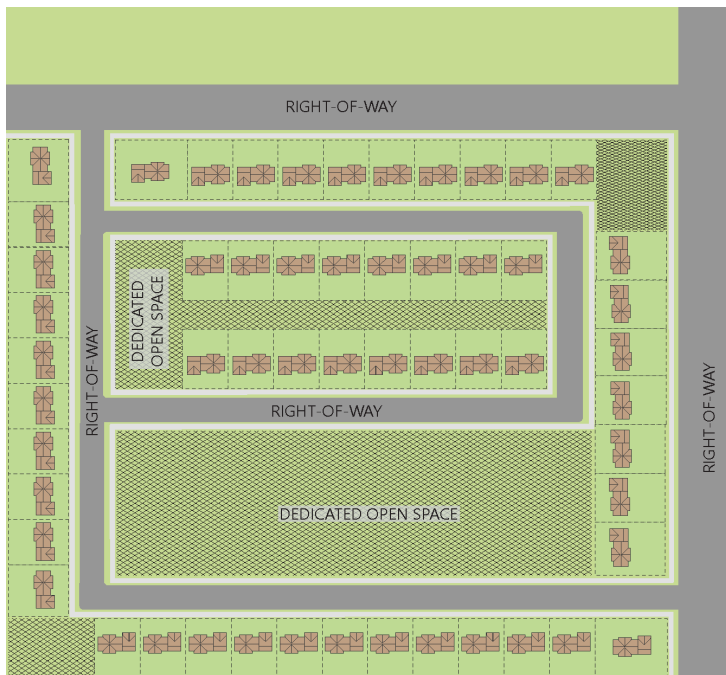 RIGHT-OF-WAY
DEDICATED
OPEN SPACE
RIGHT-OF-WAY
RIGHT-OF-WAY
RIGHT-OF-WAY
DEDICATED OPEN SPACE